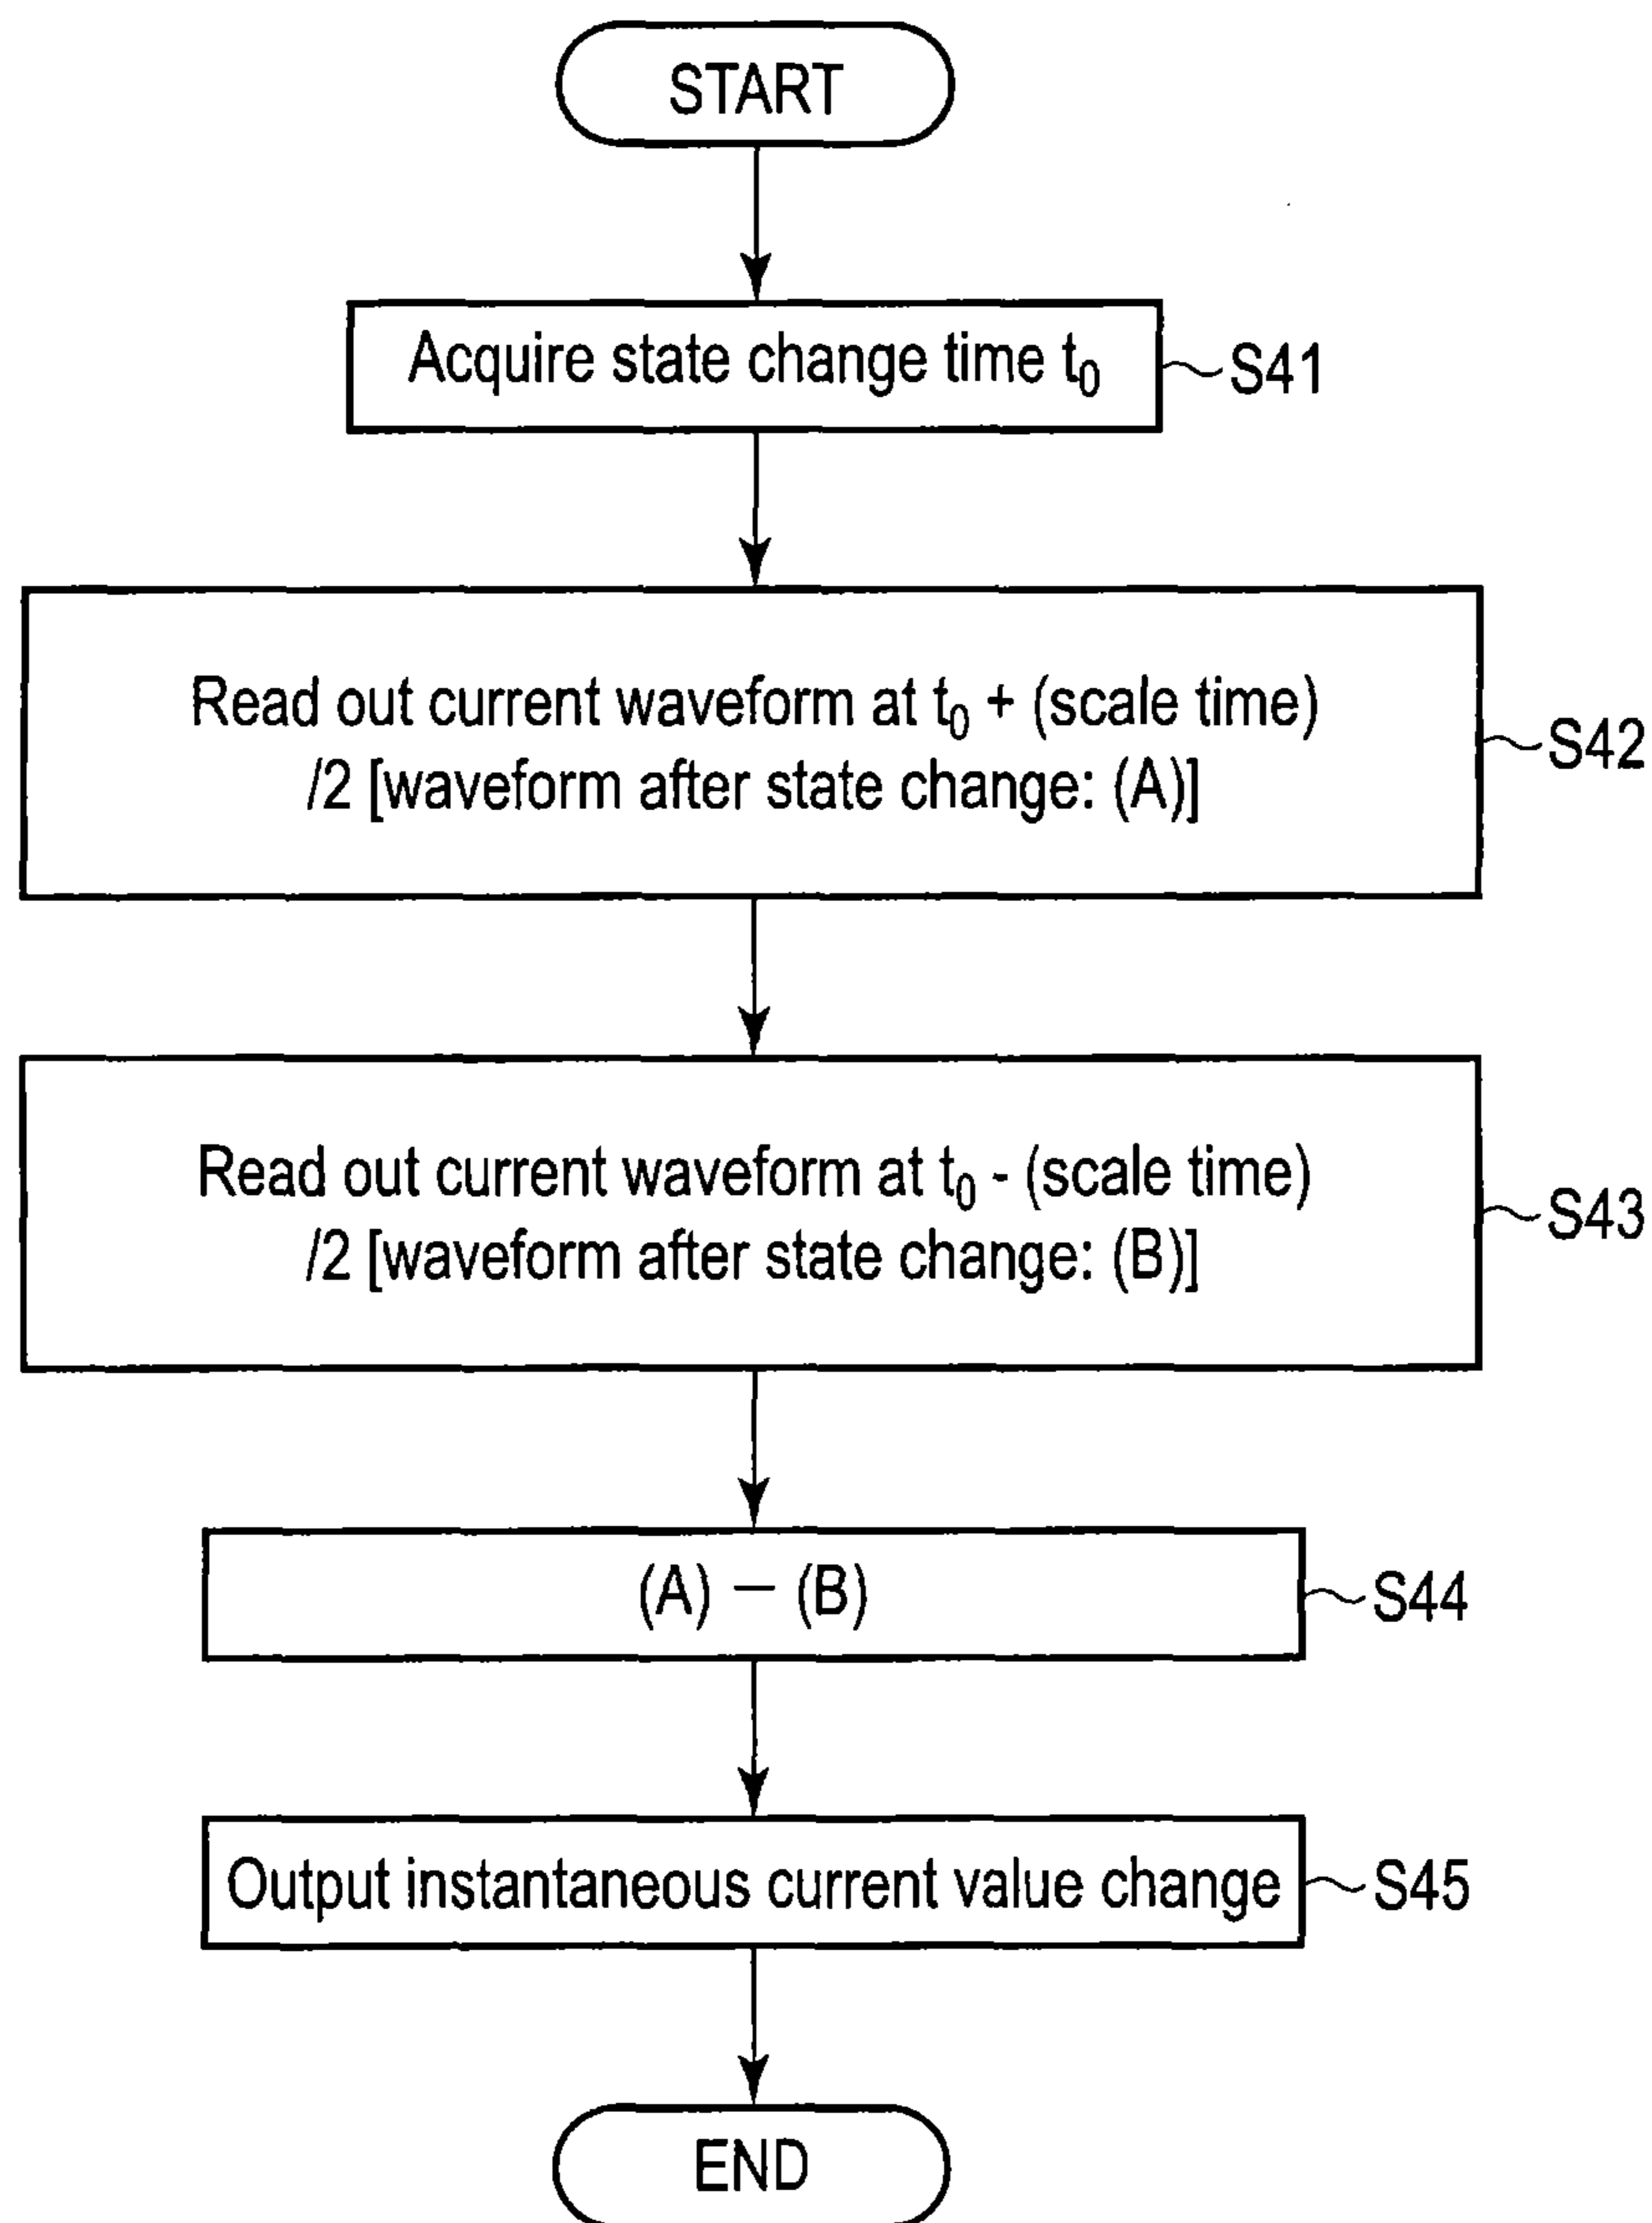 START
Acquire state change time t₀
S41
Read out current waveform at t₀ + (scale time)
/2 [waveform after state change: (A)]
S42
Read out current waveform at t₀ - (scale time)
/2 [waveform after state change: (B)]
S43
(A) — (B)
S44
Output instantaneous current value change
S45
END